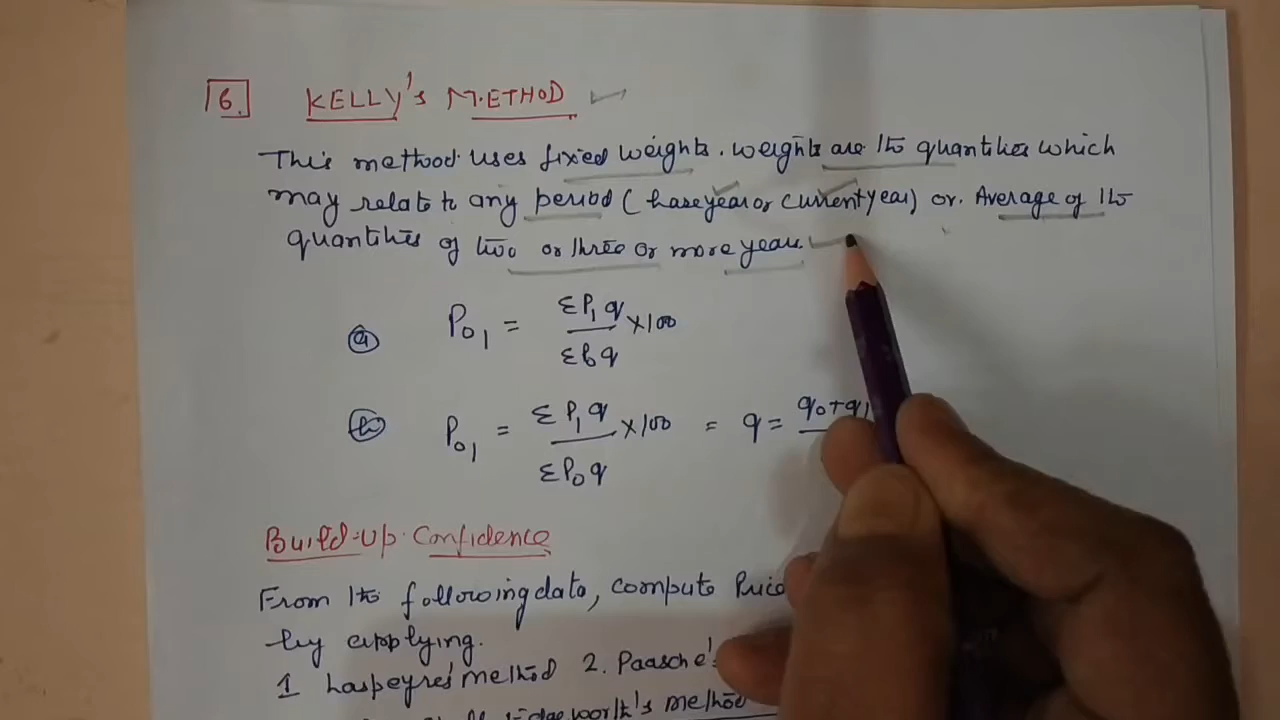 6. KELLY's METHOD
This method uses fixed weights. weights are the quantities which
may relate to any period (base year or current year) or. Average of the
quantities of two or three or more years.
(a) P01 = ΣP1q / ΣP0q ×100
(b) P01 = ΣP1q / ΣP0q ×100 = q = q0+q1
Build-Up Confidence
From the following data, compute Price
by applying.
1 Laspeyre's method 2. Paasche's
method